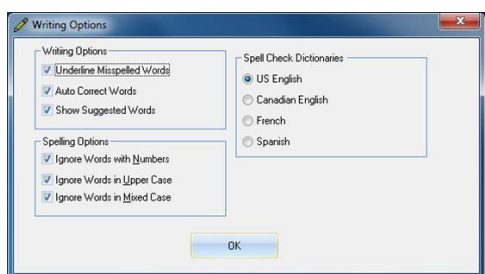 Writing Options
Writing Options
Underline Misspelled Words
Auto Correct Words
Show Suggested Words
Spelling Options
Ignore Words with Numbers
Ignore Words in Upper Case
Ignore Words in Mixed Case
Spell Check Dictionaries
US English
Canadian English
French
Spanish
OK